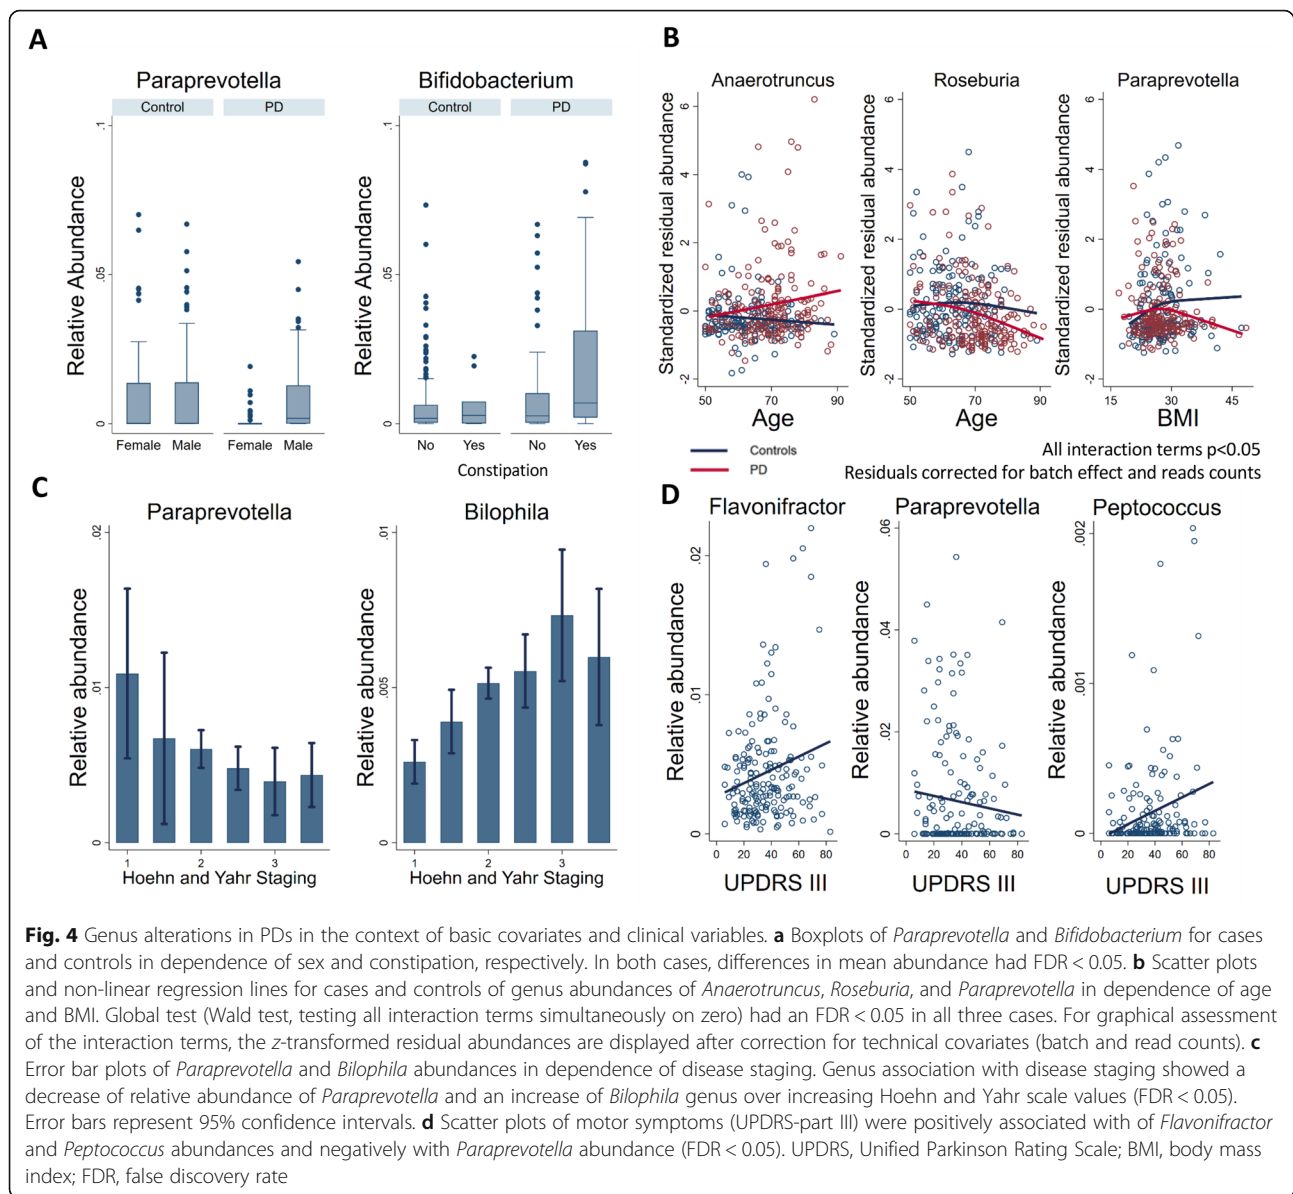 A
Paraprevotella
Control
PD
Relative Abundance
.1
.05
0
Female
Male
Female
Male
Bifidobacterium
Control
PD
Relative Abundance
.1
.05
0
No
Yes
No
Yes
Constipation
B
Anaerotruncus
Standardized residual abundance
6
4
2
0
-2
50
70
90
Age
Roseburia
Standardized residual abundance
6
4
2
0
-2
50
70
90
Age
Paraprevotella
Standardized residual abundance
6
4
2
0
-2
15
25
35
45
BMI
Controls
PD
All interaction terms p<0.05
Residuals corrected for batch effect and reads counts
C
Paraprevotella
Relative abundance
.02
.01
0
1
2
3
Hoehn and Yahr Staging
Bilophila
Relative abundance
.01
.005
0
1
2
3
Hoehn and Yahr Staging
D
Flavonifractor
Relative abundance
.02
.01
0
0
20
40
60
80
UPDRS III
Paraprevotella
Relative abundance
.06
.04
.02
0
0
20
40
60
80
UPDRS III
Peptococcus
Relative abundance
.002
.001
0
0
20
40
60
80
UPDRS III
Fig. 4 Genus alterations in PDs in the context of basic covariates and clinical variables. a Boxplots of Paraprevotella and Bifidobacterium for cases
and controls in dependence of sex and constipation, respectively. In both cases, differences in mean abundance had FDR < 0.05. b Scatter plots
and non-linear regression lines for cases and controls of genus abundances of Anaerotruncus, Roseburia, and Paraprevotella in dependence of age
and BMI. Global test (Wald test, testing all interaction terms simultaneously on zero) had an FDR < 0.05 in all three cases. For graphical assessment
of the interaction terms, the z-transformed residual abundances are displayed after correction for technical covariates (batch and read counts). c
Error bar plots of Paraprevotella and Bilophila abundances in dependence of disease staging. Genus association with disease staging showed a
decrease of relative abundance of Paraprevotella and an increase of Bilophila genus over increasing Hoehn and Yahr scale values (FDR < 0.05).
Error bars represent 95% confidence intervals. d Scatter plots of motor symptoms (UPDRS-part III) were positively associated with of Flavonifractor
and Peptococcus abundances and negatively with Paraprevotella abundance (FDR < 0.05). UPDRS, Unified Parkinson Rating Scale; BMI, body mass
index; FDR, false discovery rate